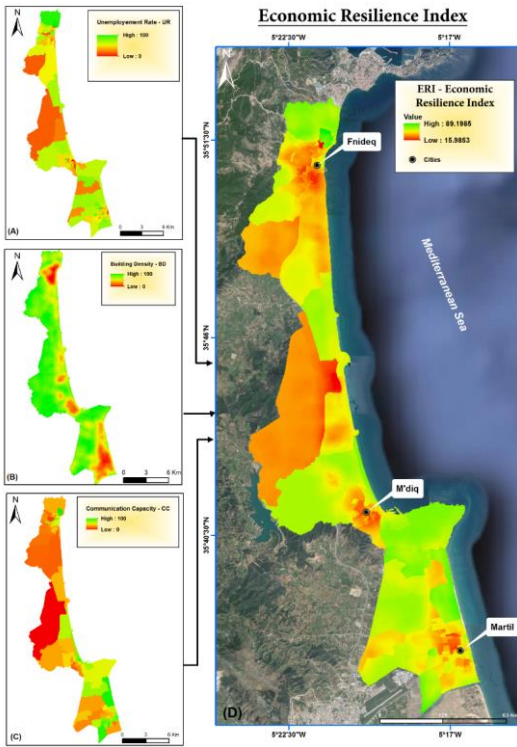 Economic Resilience Index
5°22'30"W
5°17'W
N
Unemployement Rate - UR
High : 100
Low : 0
0 3 6 Km
(A)
N
Building Density - BD
High : 100
Low : 0
0 3 6 Km
(B)
N
Communication Capacity - CC
High : 100
Low : 0
0 3 6 Km
(C)
N
ERI - Economic
Resilience Index
Value
High : 89.1985
Low : 15.9853
Cities
Fnideq
35°51'30"N
Mediterranean Sea
35°46'N
M'diq
35°40'30"N
Martil
(D)
5°22'30"W
5°17'W